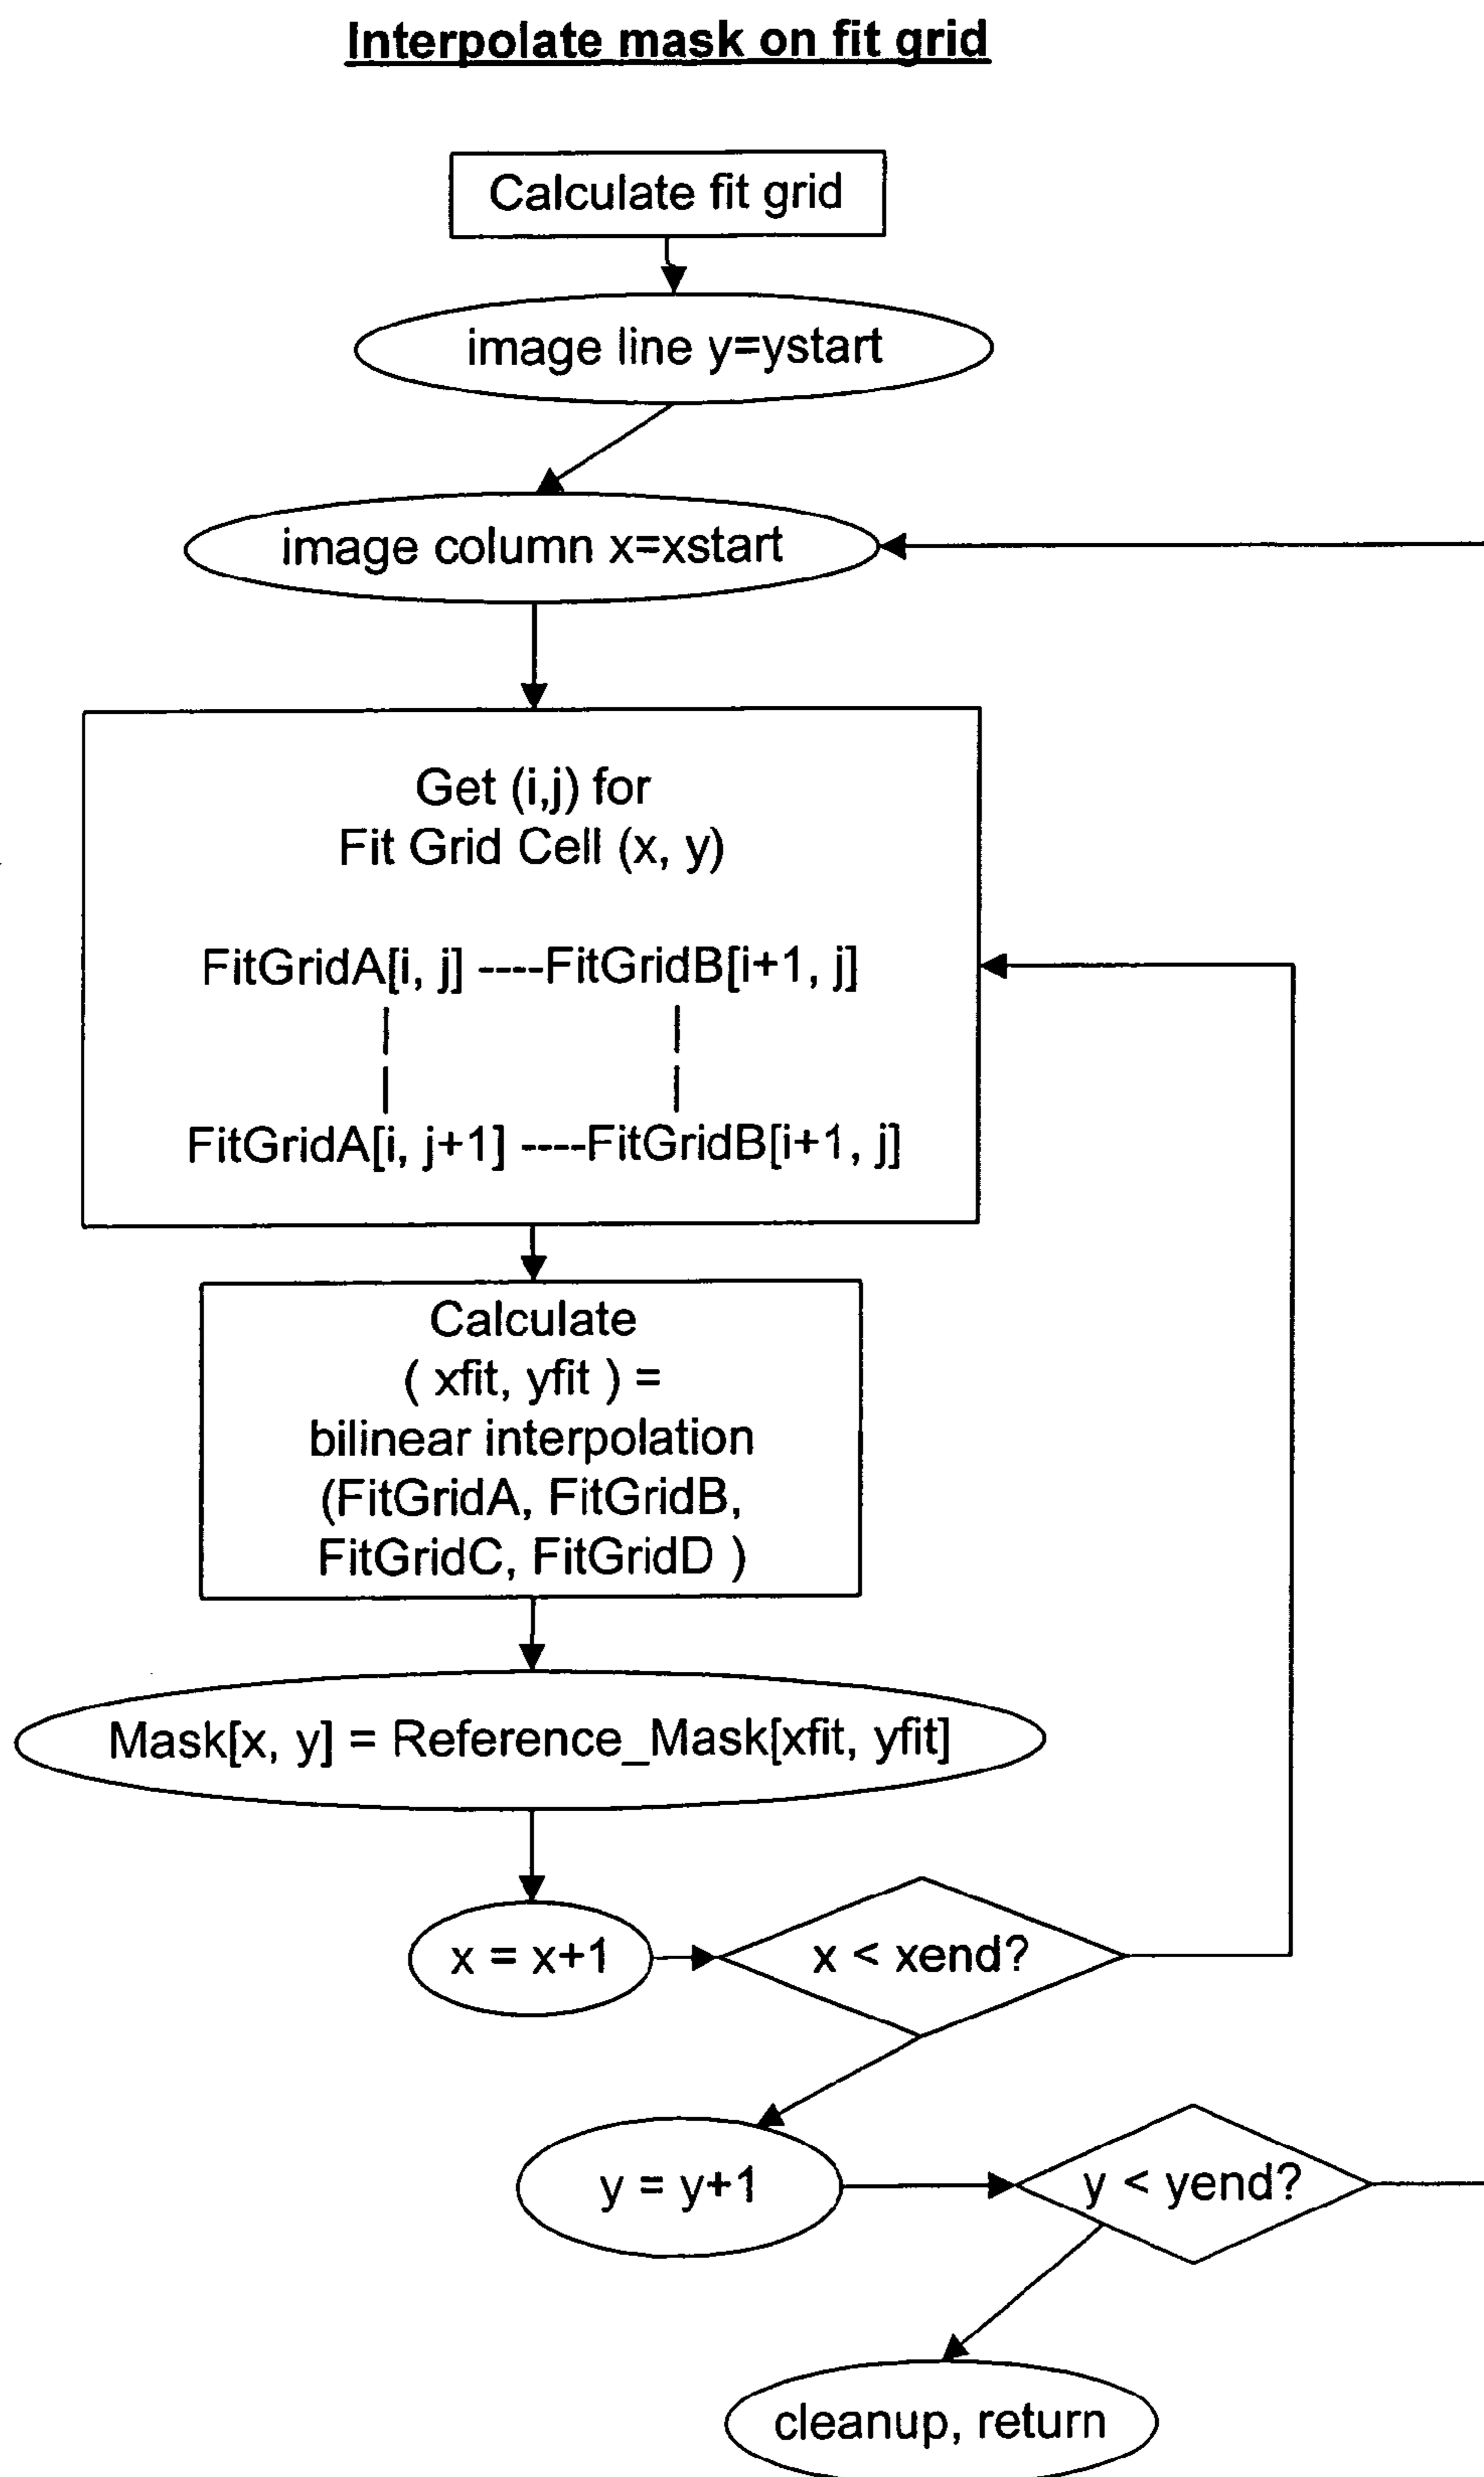 Interpolate mask on fit grid
Calculate fit grid
image line y=ystart
image column x=xstart
Get (i,j) for
Fit Grid Cell (x, y)
FitGridA[i, j] ----FitGridB[i+1, j]
| |
| |
FitGridA[i, j+1] ----FitGridB[i+1, j]
Calculate
( xfit, yfit ) =
bilinear interpolation
(FitGridA, FitGridB,
FitGridC, FitGridD )
Mask[x, y] = Reference_Mask[xfit, yfit]
x = x+1
x < xend?
y = y+1
y < yend?
cleanup, return